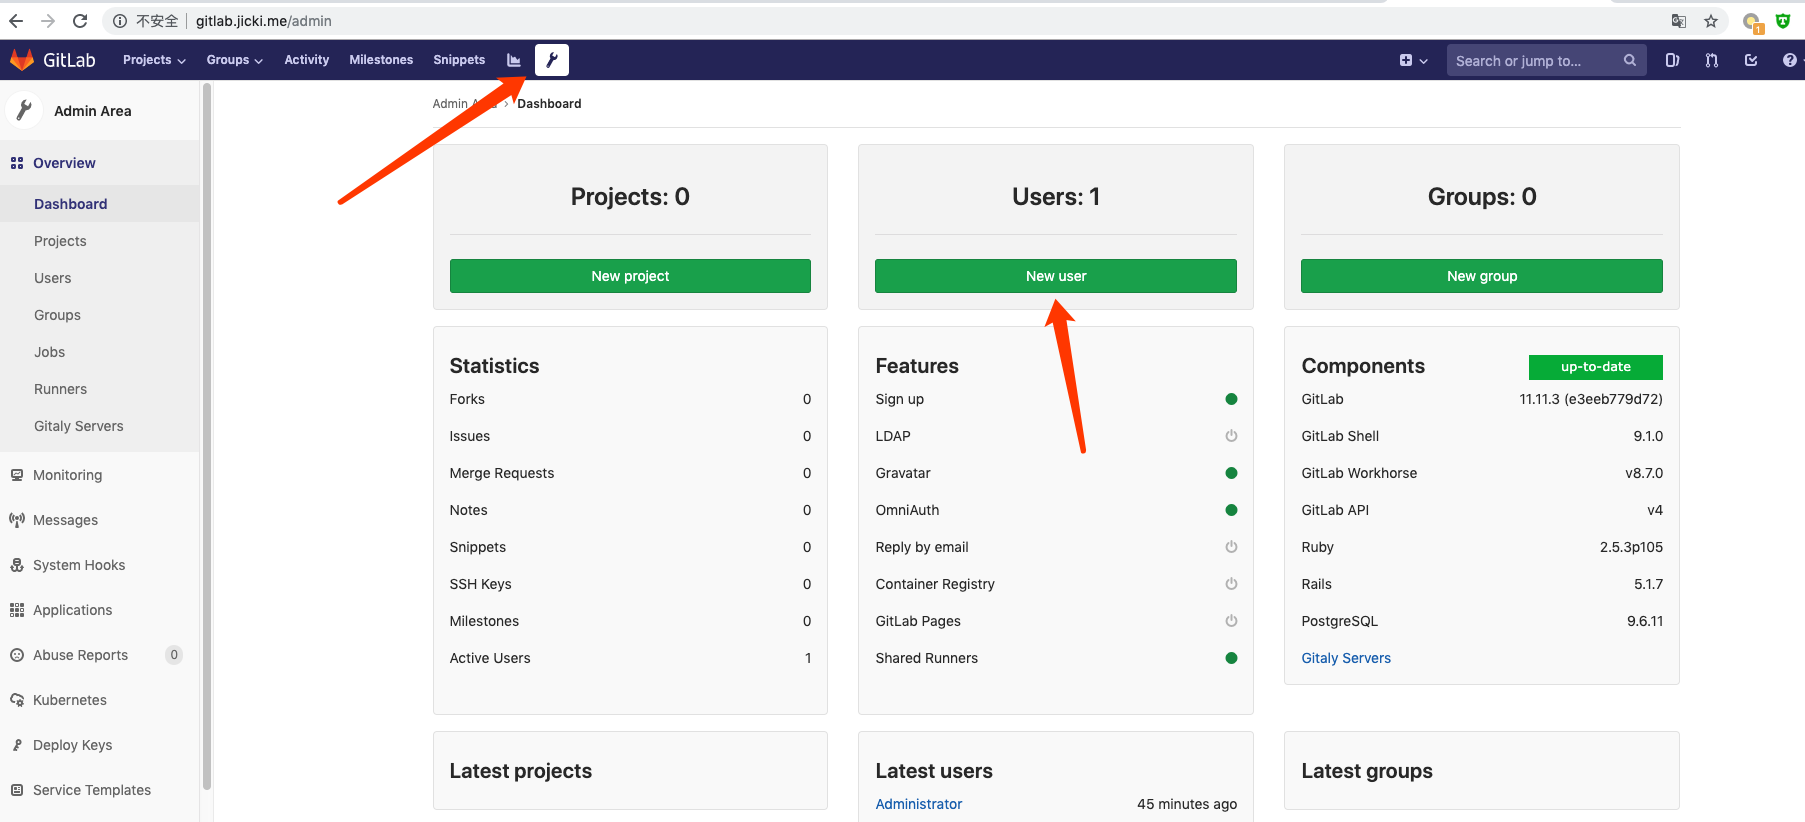 不安全 gitlab.jicki.me/admin
1
GitLab Projects Groups Activity Milestones Snippets Search or jump to...
Admin Area
Overview
Dashboard
Projects
Users
Groups
Jobs
Runners
Gitaly Servers
Monitoring
Messages
System Hooks
Applications
Abuse Reports 0
Kubernetes
Deploy Keys
Service Templates
Admin › Dashboard
Projects: 0
New project
Users: 1
New user
Groups: 0
New group
Statistics
Forks 0
Issues 0
Merge Requests 0
Notes 0
Snippets 0
SSH Keys 0
Milestones 0
Active Users 1
Features
Sign up
LDAP
Gravatar
OmniAuth
Reply by email
Container Registry
GitLab Pages
Shared Runners
Components up-to-date
GitLab 11.11.3 (e3eeb779d72)
GitLab Shell 9.1.0
GitLab Workhorse v8.7.0
GitLab API v4
Ruby 2.5.3p105
Rails 5.1.7
PostgreSQL 9.6.11
Gitaly Servers
Latest projects
Latest users
Administrator 45 minutes ago
Latest groups